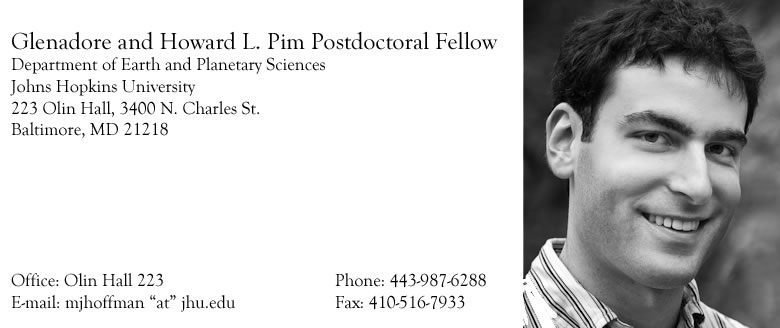 Glenadore and Howard L. Pim Postdoctoral Fellow
Department of Earth and Planetary Sciences
Johns Hopkins University
223 Olin Hall, 3400 N. Charles St.
Baltimore, MD 21218
Office: Olin Hall 223
Phone: 443-987-6288
E-mail: mjhoffman “at” jhu.edu
Fax: 410-516-7933